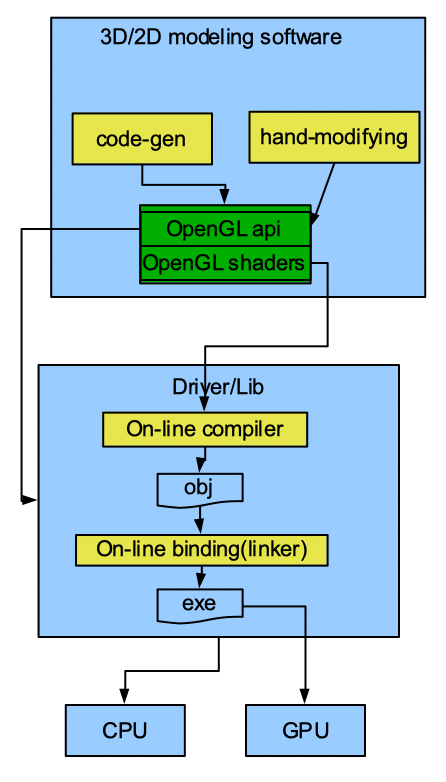 3D/2D modeling software
code-gen
hand-modifying
OpenGL api
OpenGL shaders
Driver/Lib
On-line compiler
obj
On-line binding(linker)
exe
CPU
GPU